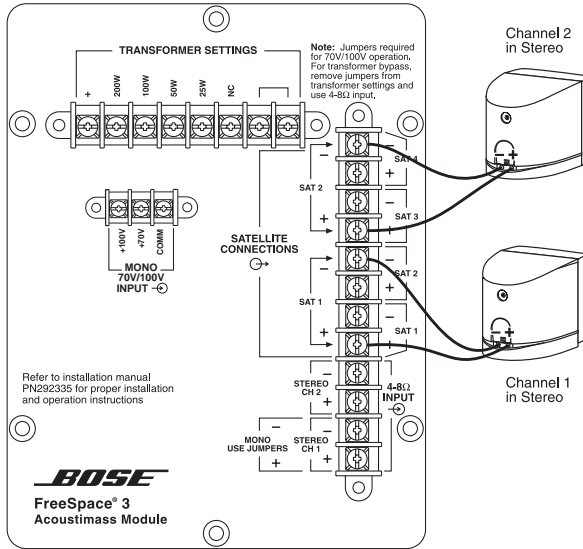 TRANSFORMER SETTINGS
+
200W
100W
50W
25W
NC
Note: Jumpers required
for 70V/100V operation.
For transformer bypass,
remove jumpers from
transformer settings and
use 4-8Ω input.
Channel 2
in Stereo
− +
+100V
+70V
COMM
MONO
70V/100V
INPUT
SATELLITE
CONNECTIONS
−
SAT 2
+
−
SAT 1
+
−
SAT 4
+
−
SAT 3
+
−
SAT 2
+
−
SAT 1
+
− +
Channel 1
in Stereo
STEREO
CH 2
−
+
4-8Ω
INPUT
−
MONO
USE JUMPERS
+
STEREO
CH 1
−
+
Refer to installation manual
PN292335 for proper installation
and operation instructions
BOSE
FreeSpace® 3
Acoustimass Module